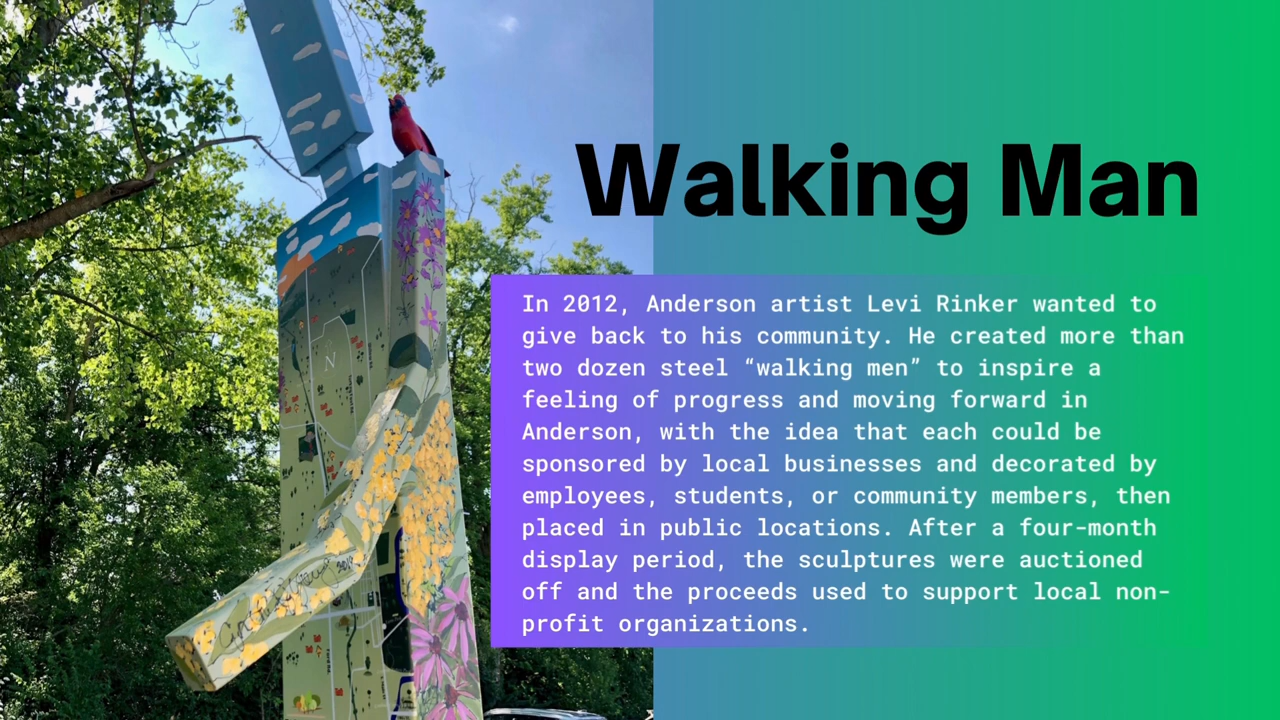 Walking Man
In 2012, Anderson artist Levi Rinker wanted to
give back to his community. He created more than
two dozen steel “walking men” to inspire a
feeling of progress and moving forward in
Anderson, with the idea that each could be
sponsored by local businesses and decorated by
employees, students, or community members, then
placed in public locations. After a four-month
display period, the sculptures were auctioned
off and the proceeds used to support local non-
profit organizations.
N